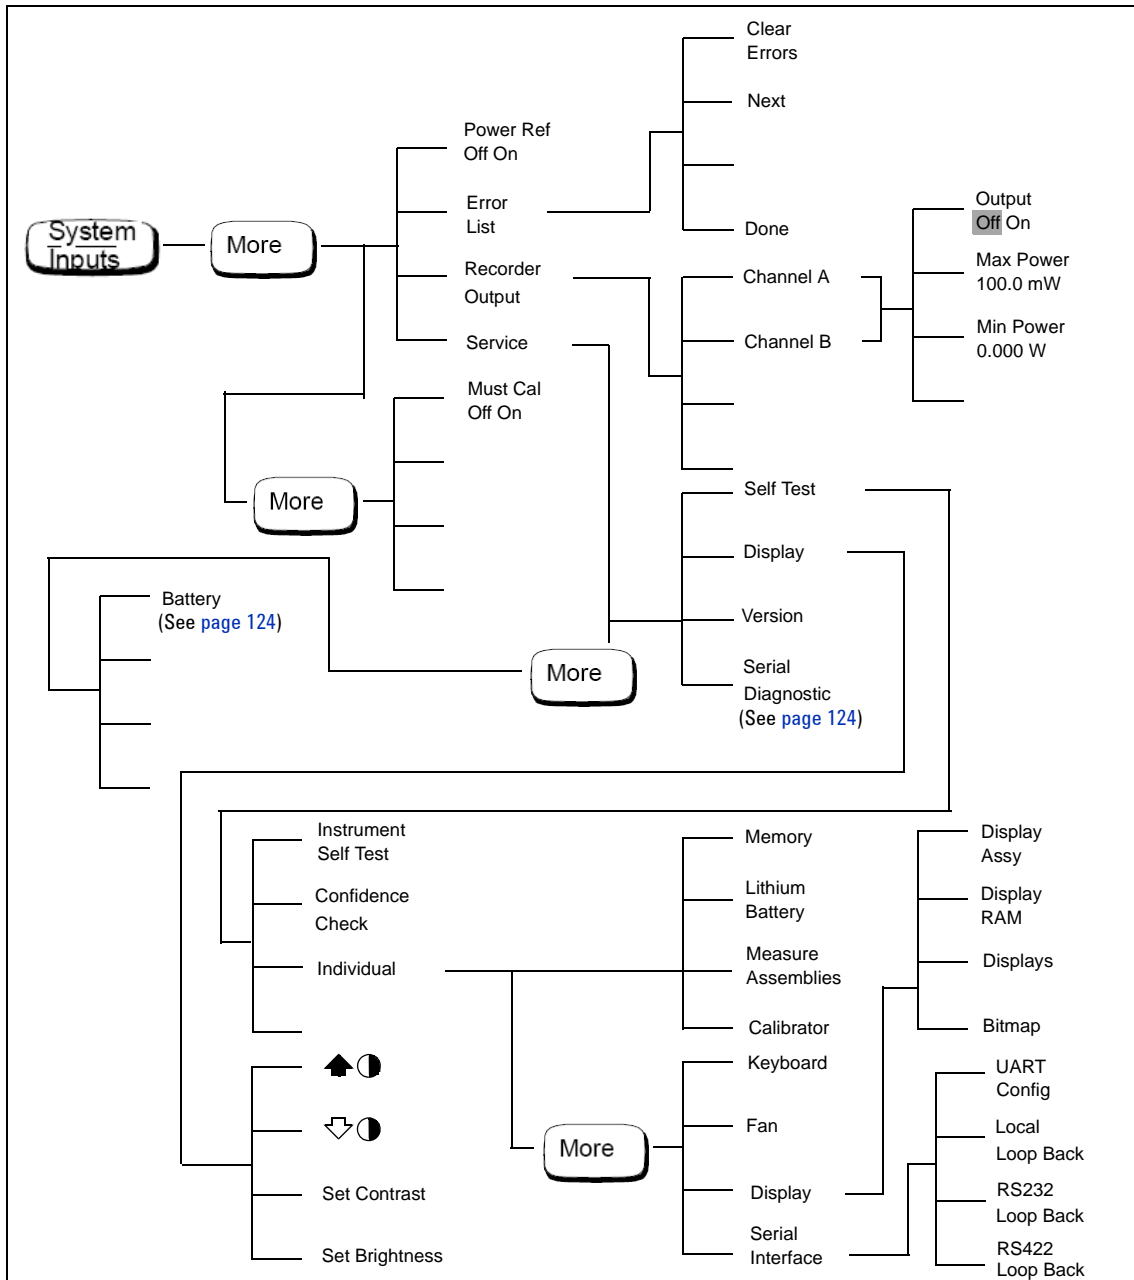 System
Inputs
More
Power Ref
Off On
Error
List
Recorder
Output
Service
Clear
Errors
Next
Done
Channel A
Channel B
Output
Off On
Max Power
100.0 mW
Min Power
0.000 W
More
Must Cal
Off On
Self Test
Display
Version
Serial
Diagnostic
(See page 124)
More
Battery
(See page 124)
Instrument
Self Test
Confidence
Check
Individual
Memory
Lithium
Battery
Measure
Assemblies
Calibrator
Display
Assy
Display
RAM
Displays
Bitmap
Set Contrast
Set Brightness
More
Keyboard
Fan
Display
Serial
Interface
UART
Config
Local
Loop Back
RS232
Loop Back
RS422
Loop Back